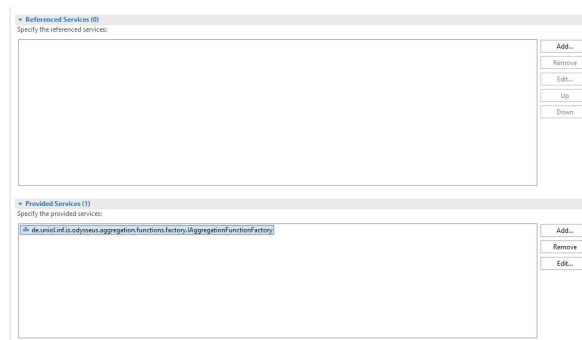 Referenced Services (0)
Specify the referenced services:
Add...
Remove
Edit...
Up
Down
Provided Services (1)
Specify the provided services:
de.uniol.inf.is.odysseus.aggregation.functions.factory.IAggregationFunctionFactory
Add...
Remove
Edit...